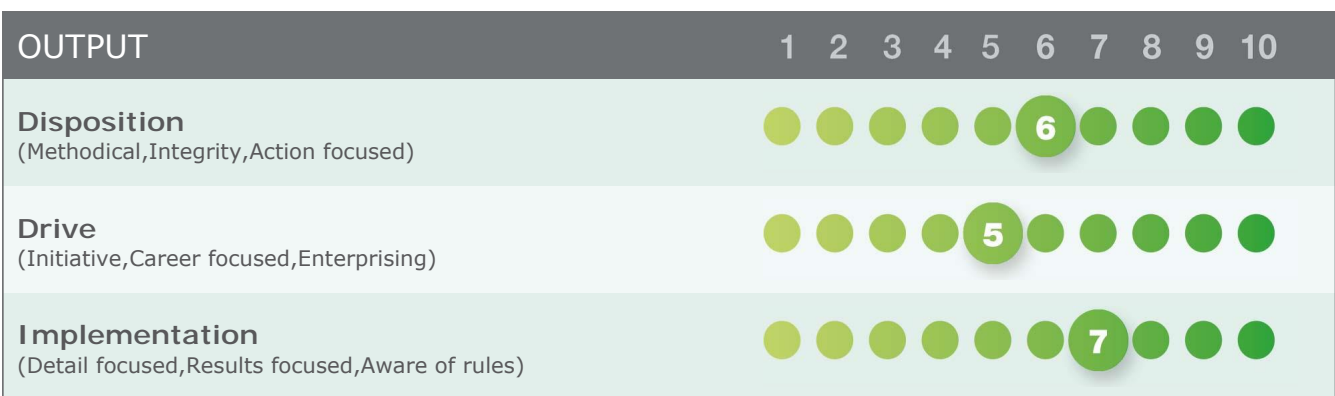 OUTPUT 1 2 3 4 5 6 7 8 9 10
Disposition
(Methodical,Integrity,Action focused)
6
Drive
(Initiative,Career focused,Enterprising)
5
Implementation
(Detail focused,Results focused,Aware of rules)
7